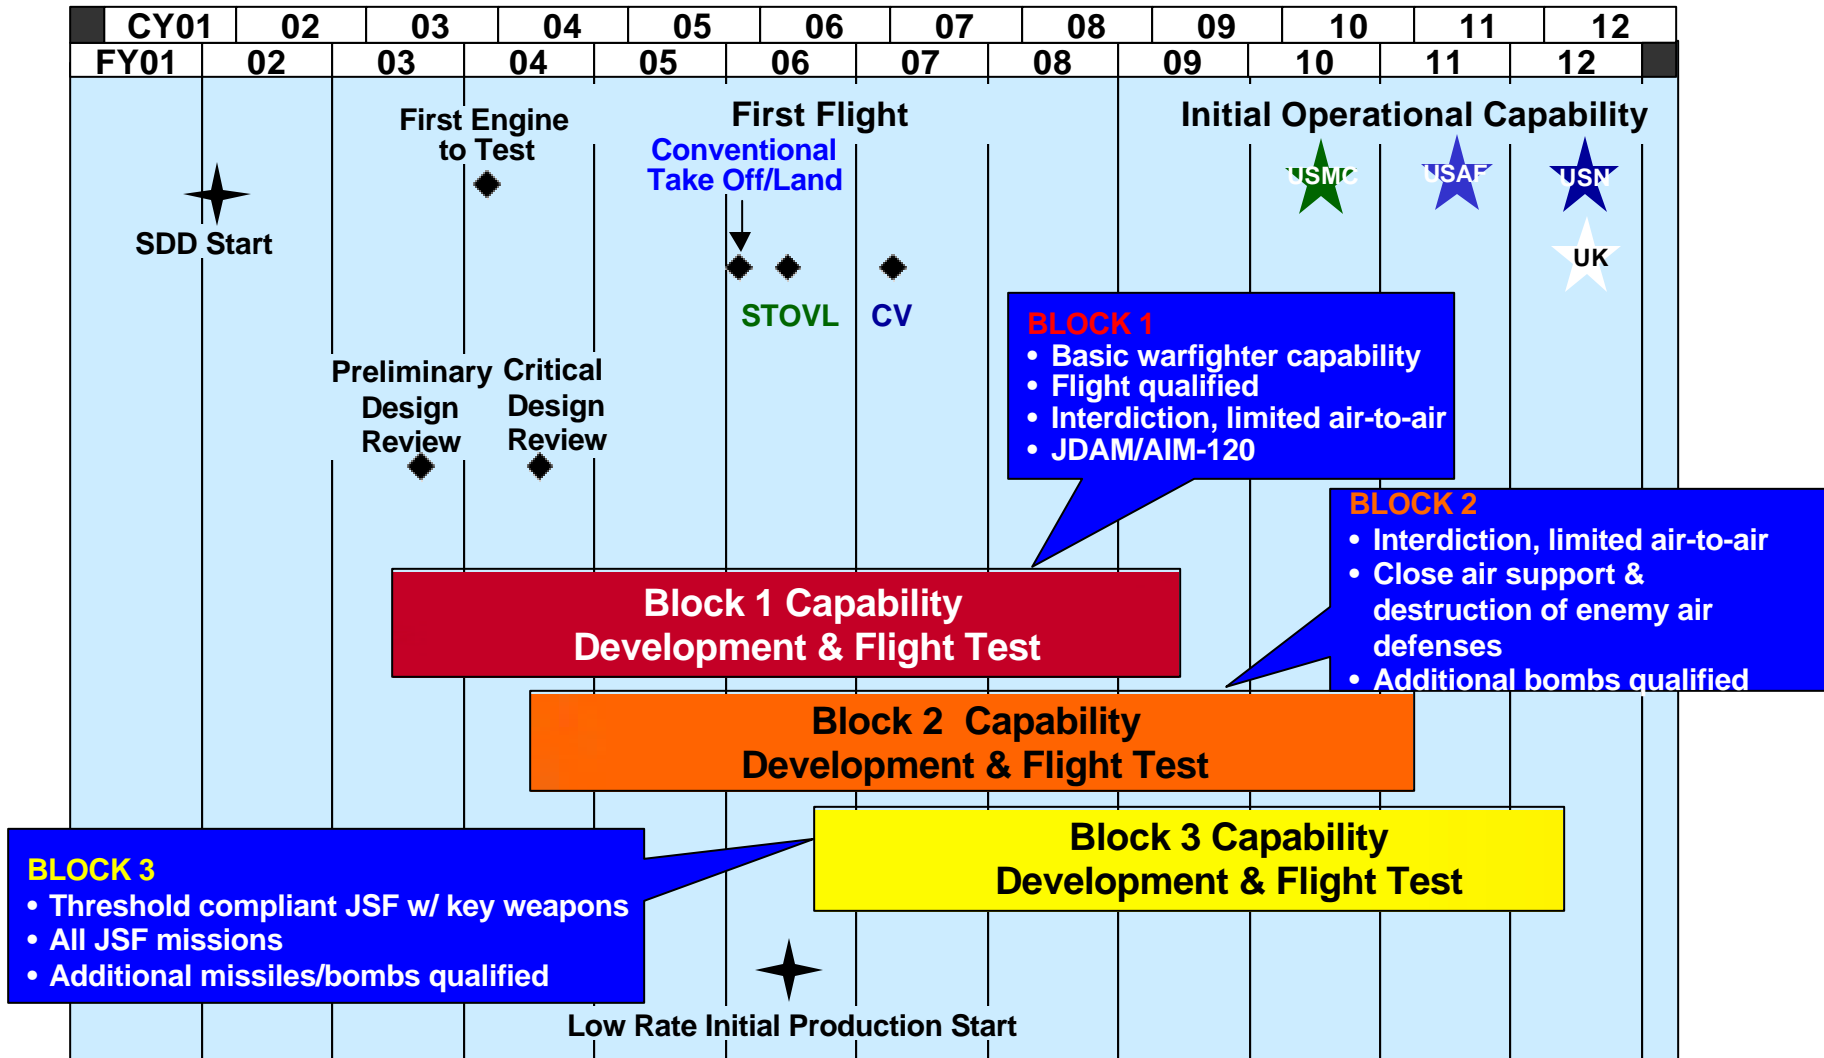 CY01 02 03 04 05 06 07 08 09 10 11 12
FY01 02 03 04 05 06 07 08 09 10 11 12
First Engine
to Test
First Flight
Conventional
Take Off/Land
Initial Operational Capability
USMC
USAF
USN
UK
SDD Start
STOVL
CV
Preliminary
Design
Review
Critical
Design
Review
BLOCK 1
• Basic warfighter capability
• Flight qualified
• Interdiction, limited air-to-air
• JDAM/AIM-120
BLOCK 2
• Interdiction, limited air-to-air
• Close air support &
destruction of enemy air
defenses
• Additional bombs qualified
Block 1 Capability
Development & Flight Test
Block 2 Capability
Development & Flight Test
Block 3 Capability
Development & Flight Test
BLOCK 3
• Threshold compliant JSF w/ key weapons
• All JSF missions
• Additional missiles/bombs qualified
Low Rate Initial Production Start